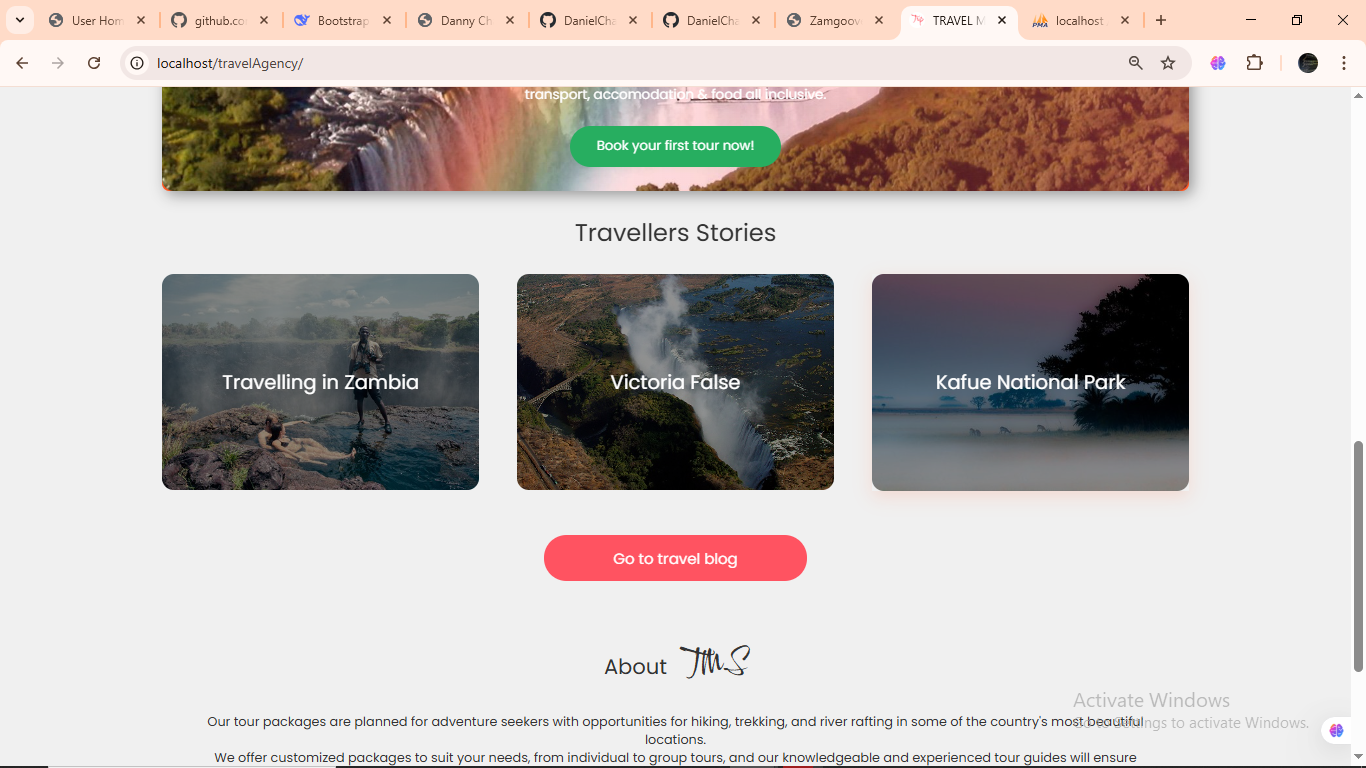 User Hom
github.co
Bootstrap
Danny Ch
DanielCha
DanielCha
Zamgoov
TRAVEL M
PMA
localhost
localhost/travelAgency/
transport, accomodation & food all inclusive.
Book your first tour now!
Travellers Stories
Travelling in Zambia
Victoria False
Kafue National Park
Go to travel blog
About TMS
Our tour packages are planned for adventure seekers with opportunities for hiking, trekking, and river rafting in some of the country's most beautiful
locations.
We offer customized packages to suit your needs, from individual to group tours, and our knowledgeable and experienced tour guides will ensure
Activate Windows
Go to Settings to activate Windows.